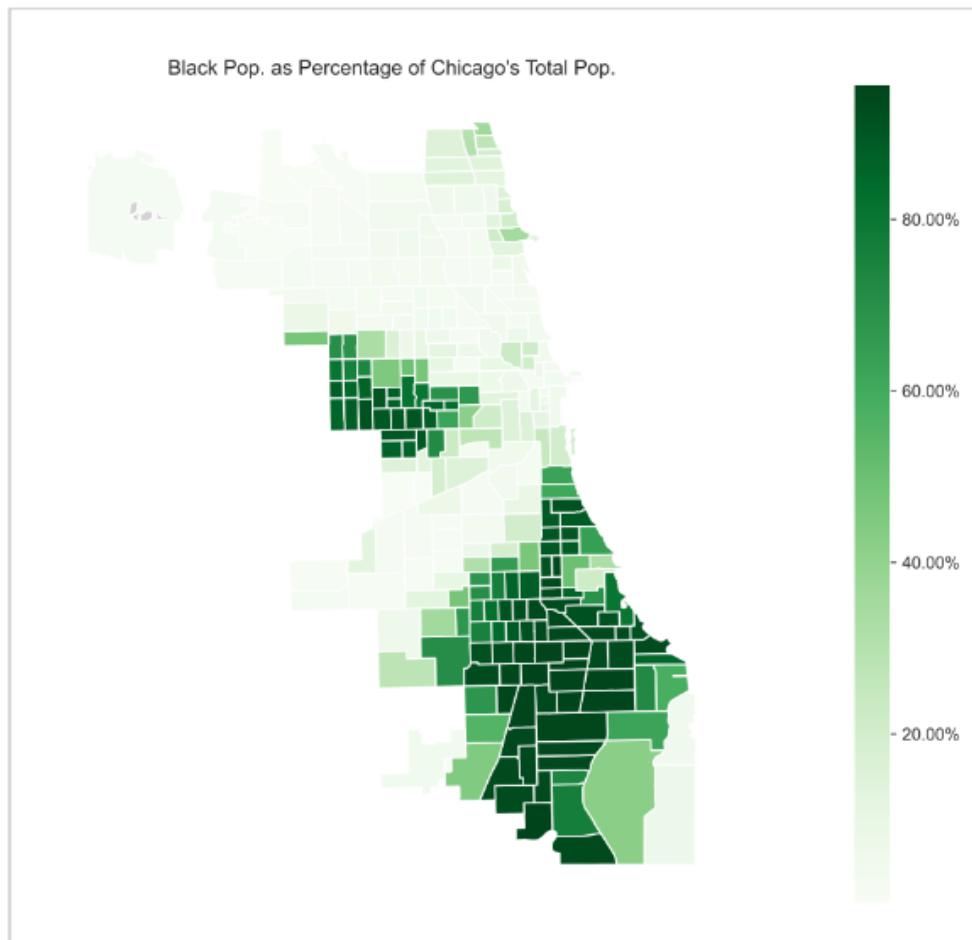 Black Pop. as Percentage of Chicago's Total Pop.
80.00%
60.00%
40.00%
20.00%